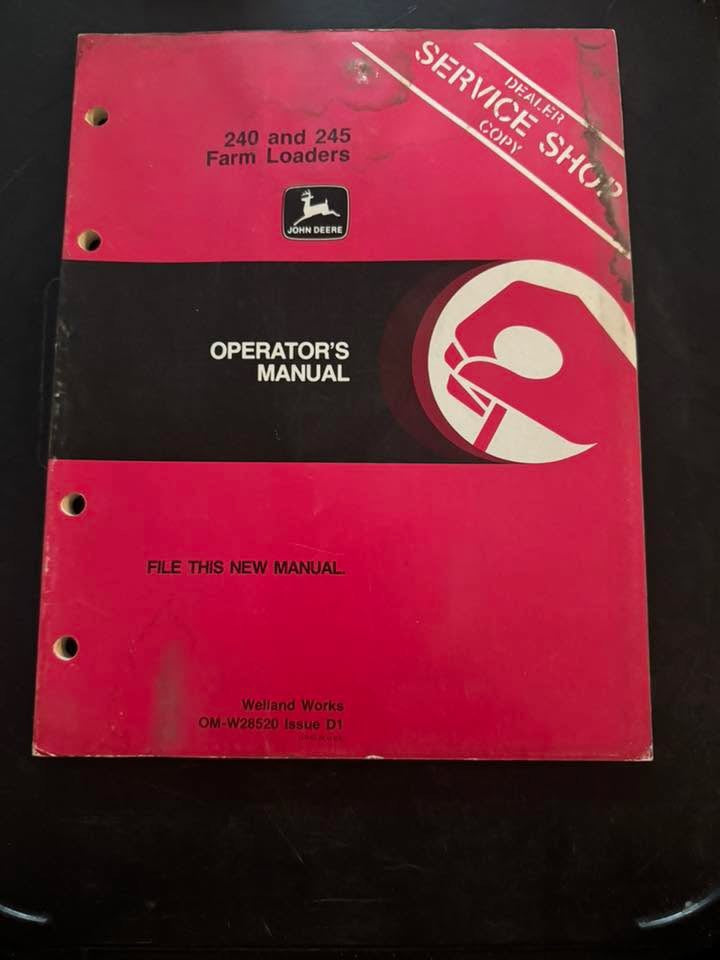 DEALER
SERVICE SHOP
COPY
240 and 245
Farm Loaders
JOHN DEERE
OPERATOR'S
MANUAL
FILE THIS NEW MANUAL.
Welland Works
OM-W28520 Issue D1